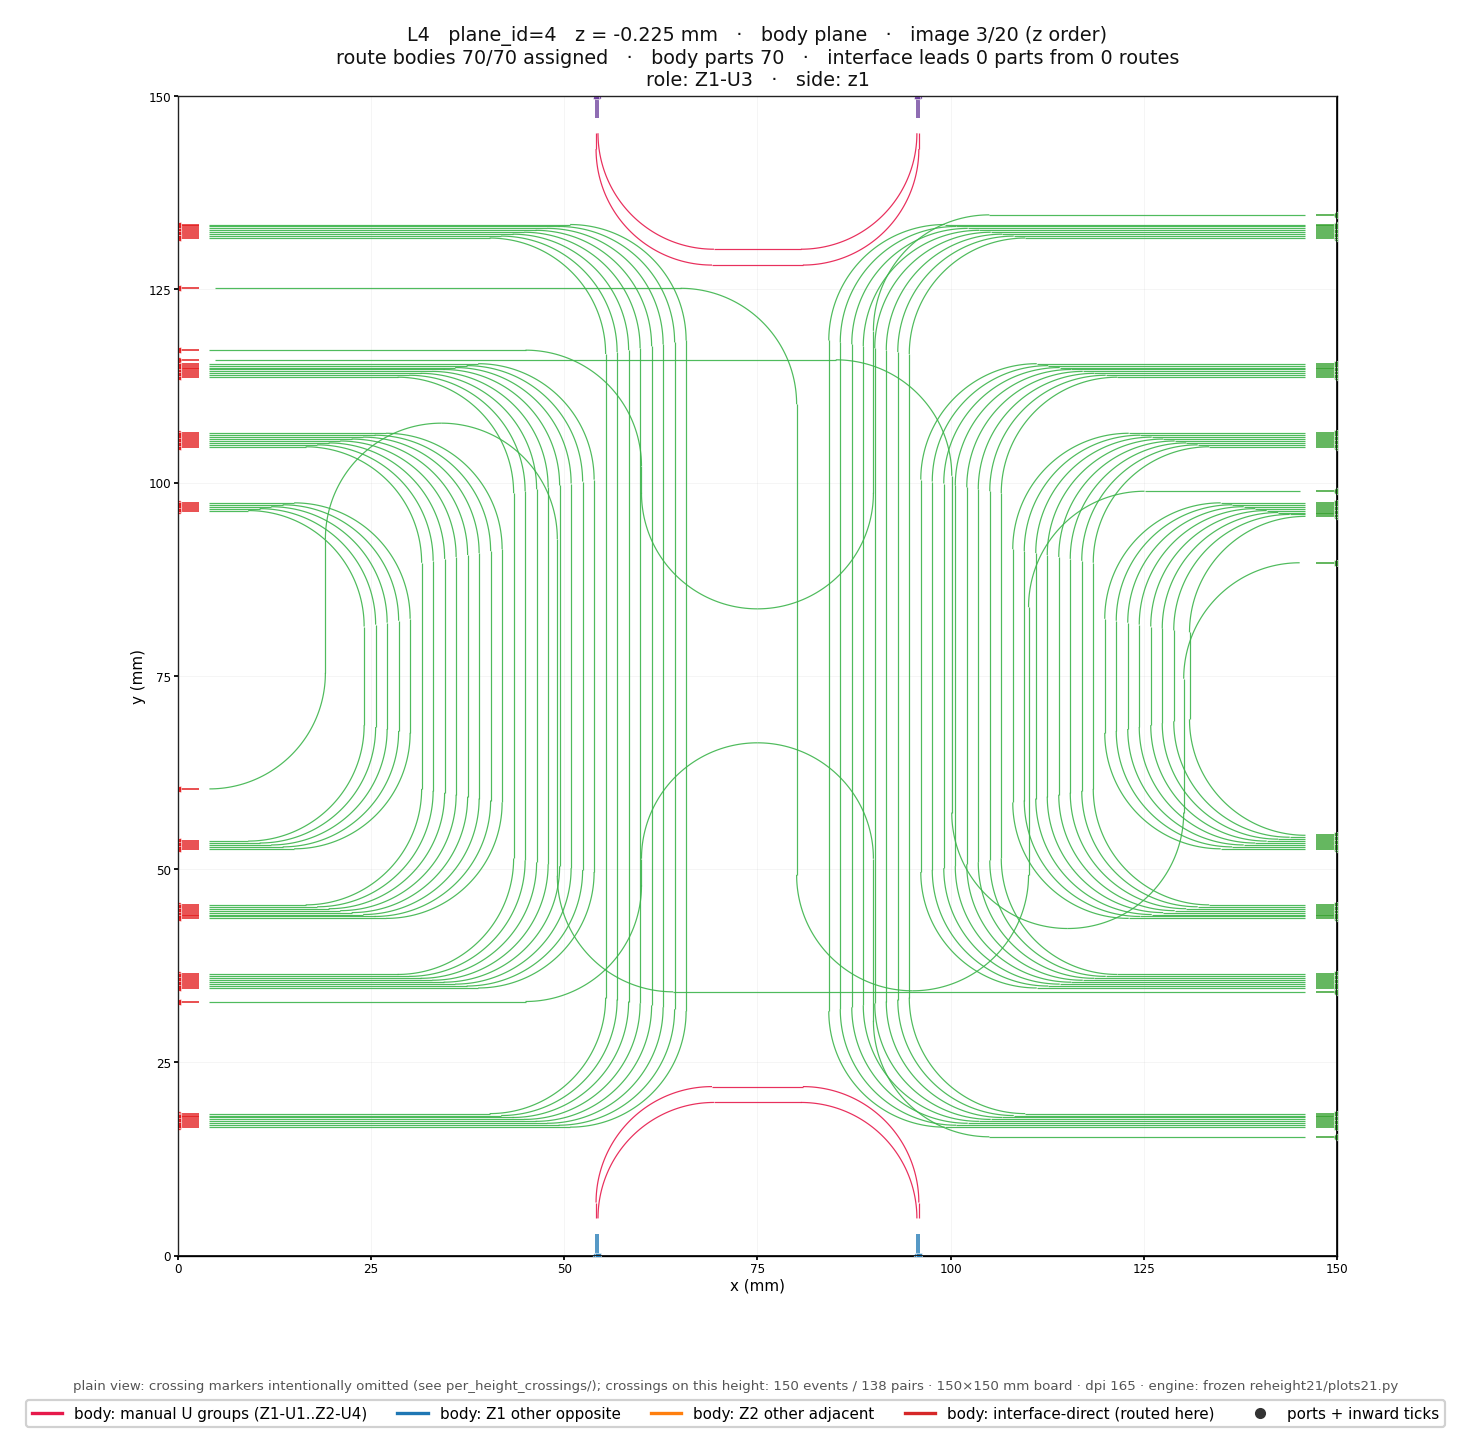 L4   plane_id=4   z = -0.225 mm   ·   body plane   ·   image 3/20 (z order)
route bodies 70/70 assigned   ·   body parts 70   ·   interface leads 0 parts from 0 routes
role: Z1-U3   ·   side: z1
150
125
100
75
50
25
0
y (mm)
0 25 50 75 100 125 150
x (mm)
plain view: crossing markers intentionally omitted (see per_height_crossings/); crossings on this height: 150 events / 138 pairs · 150×150 mm board · dpi 165 · engine: frozen reheight21/plots21.py
body: manual U groups (Z1-U1..Z2-U4) body: Z1 other opposite body: Z2 other adjacent body: interface-direct (routed here) ports + inward ticks